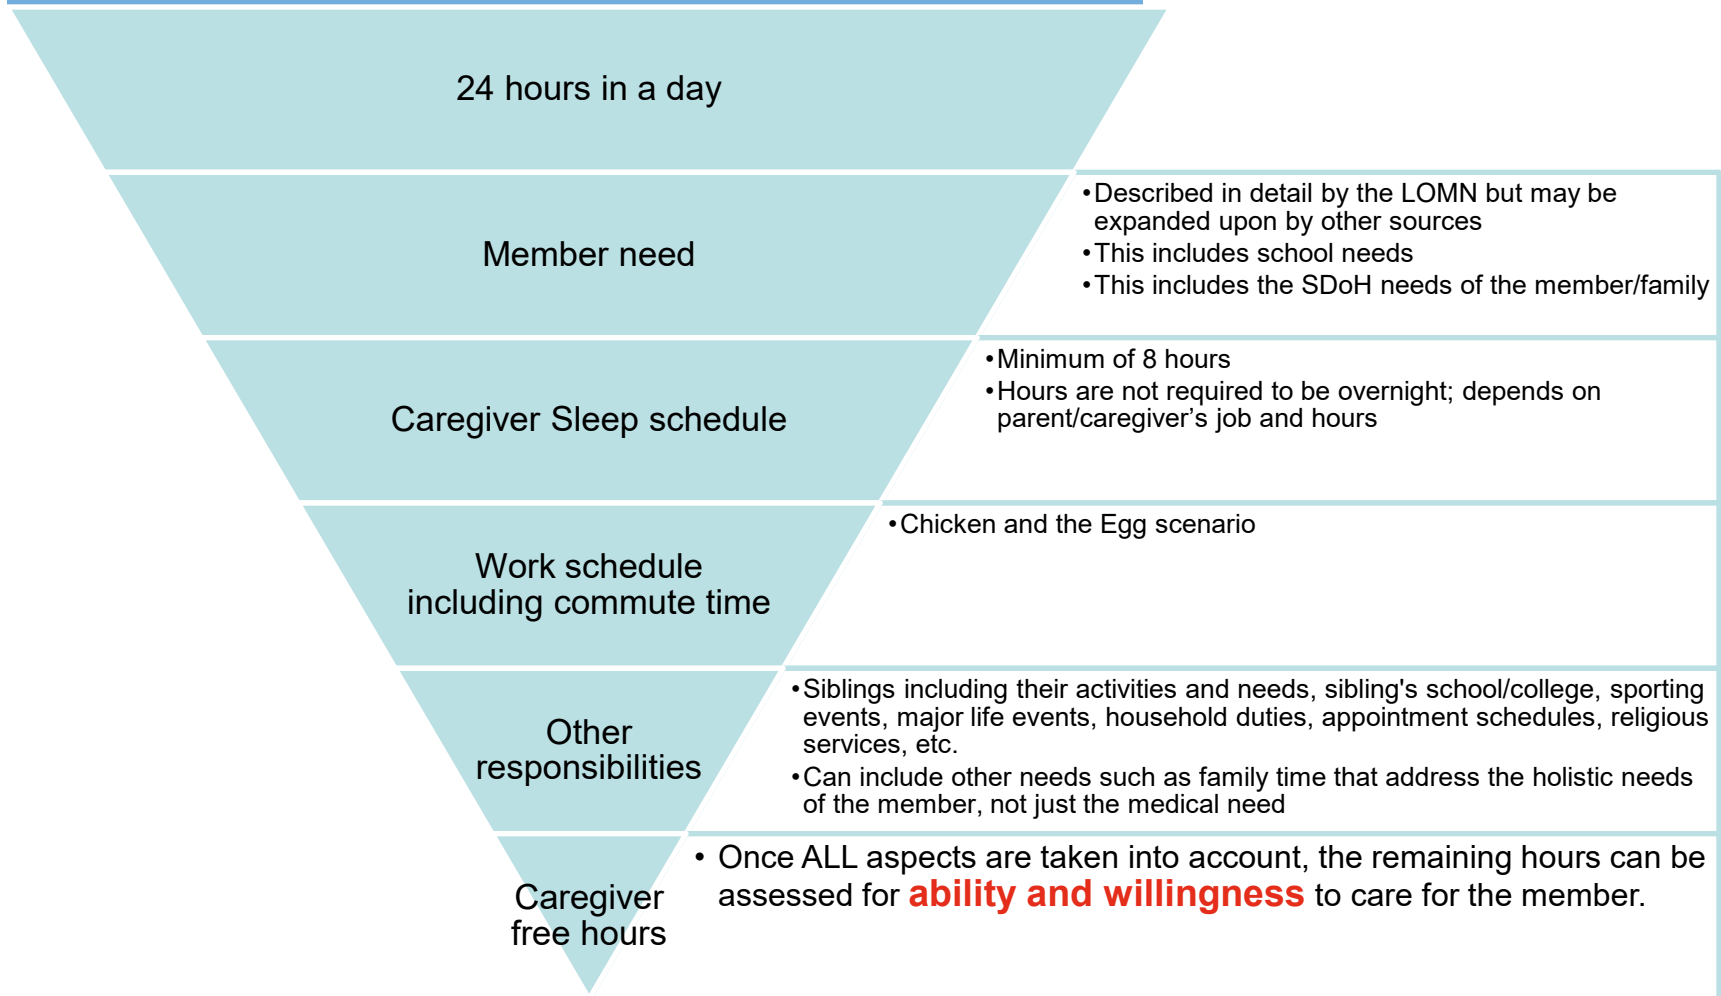 24 hours in a day
Member need
•Described in detail by the LOMN but may be
expanded upon by other sources
•This includes school needs
•This includes the SDoH needs of the member/family
Caregiver Sleep schedule
•Minimum of 8 hours
•Hours are not required to be overnight; depends on
parent/caregiver’s job and hours
Work schedule
including commute time
•Chicken and the Egg scenario
Other
responsibilities
•Siblings including their activities and needs, sibling's school/college, sporting
events, major life events, household duties, appointment schedules, religious
services, etc.
•Can include other needs such as family time that address the holistic needs
of the member, not just the medical need
Caregiver
free hours
• Once ALL aspects are taken into account, the remaining hours can be
assessed for ability and willingness to care for the member.